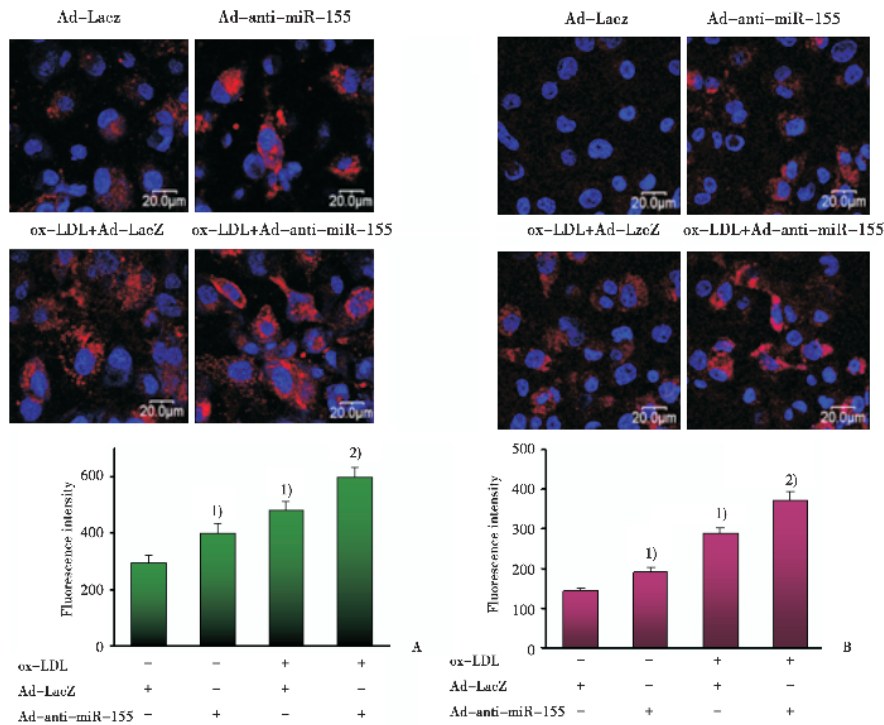 Ad-Lacz
Ad-anti-miR-155
20.0µm
20.0µm
ox-LDL+Ad-LacZ
ox-LDL+Ad-anti-miR-155
20.0µm
20.0µm
Fluorescence intersity
600
400
200
0
1)
1)
2)
A
ox-LDL – – + +
Ad-LacZ + – + –
Ad-anti-miR-155 – + – +
Ad-Lacz
Ad-anti-miR-155
20.0µm
20.0µm
ox-LDL+Ad-LzcZ
ox-LDL+Ad-anti-miR-155
20.0µm
20.0µm
Fluorescence intensity
500
400
300
200
100
0
1)
1)
2)
B
ox-LDL – – + +
Ad-LacZ + – + –
Ad-anti-miR-155 – + – +